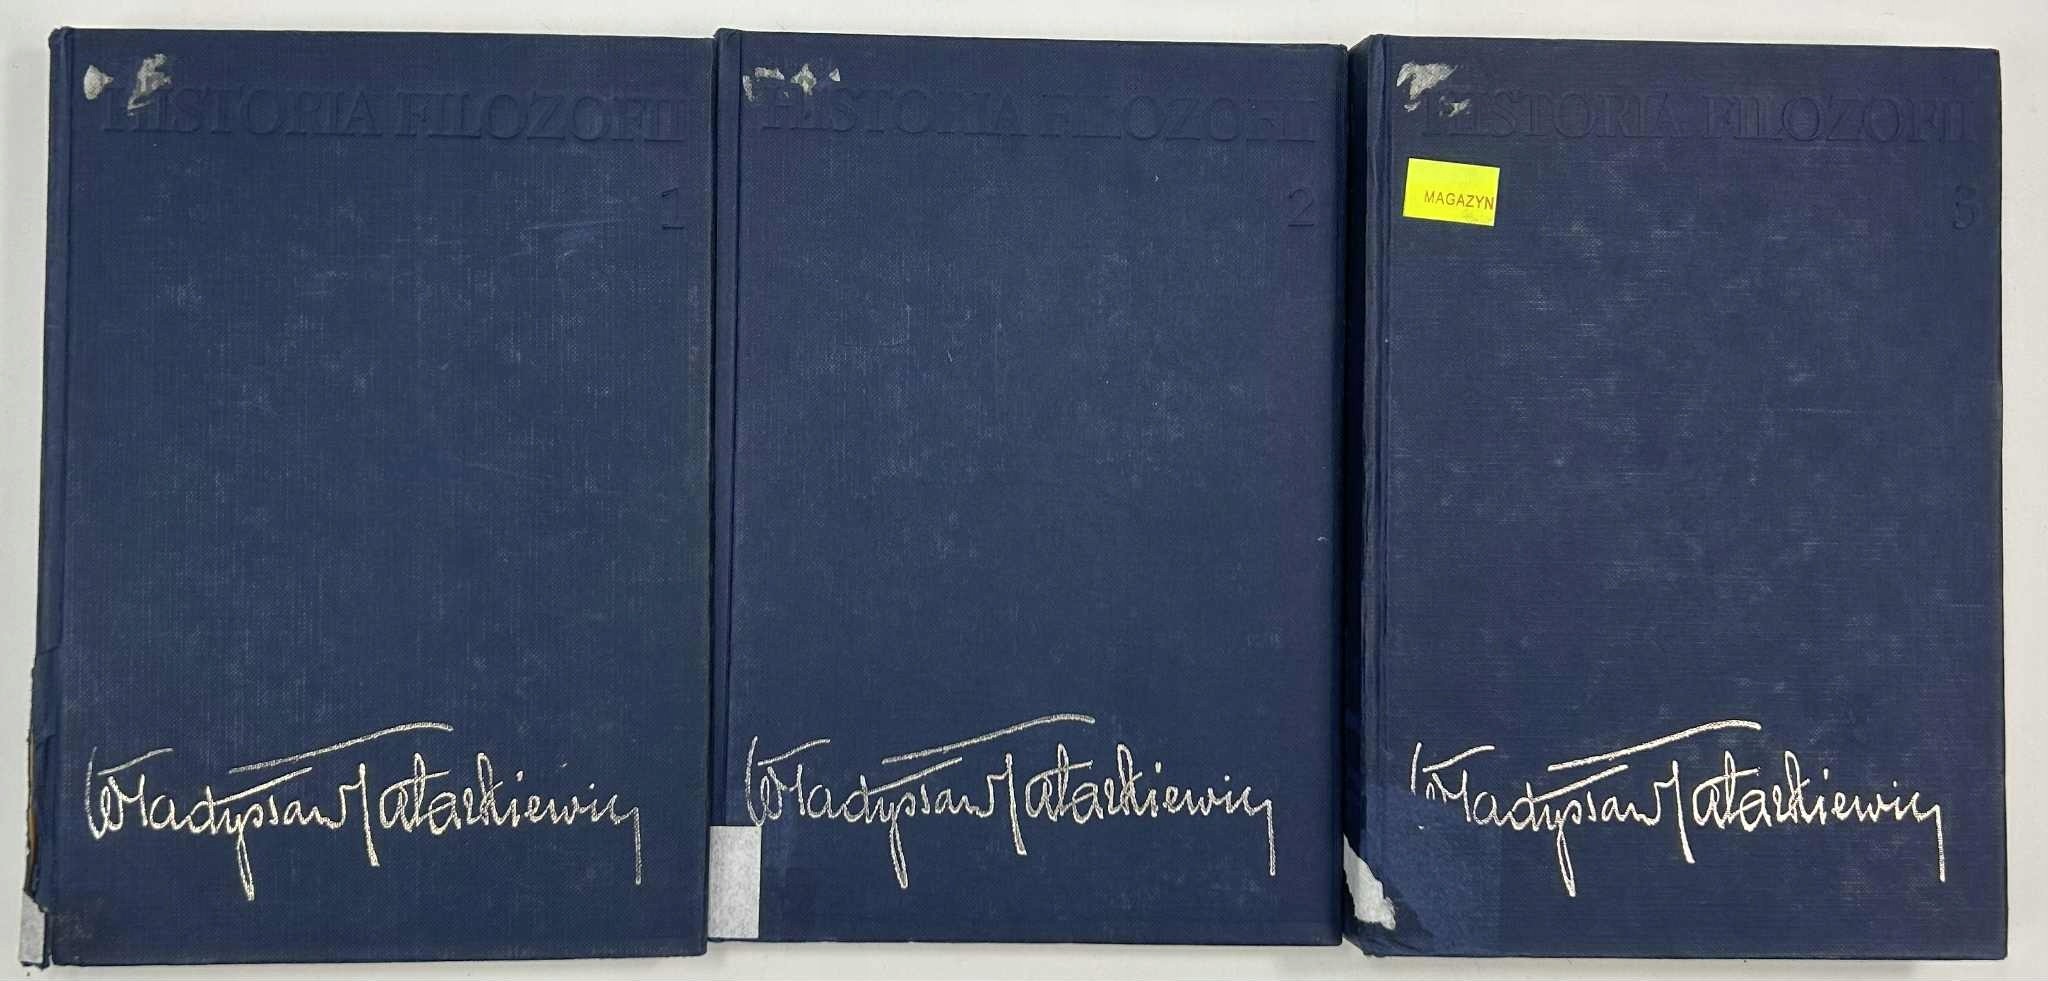 HISTORIA FILOZOFII
1
Władysław Tatarkiewicz
HISTORIA FILOZOFII
2
Władysław Tatarkiewicz
HISTORIA FILOZOFII
MAGAZYN
3
Władysław Tatarkiewicz